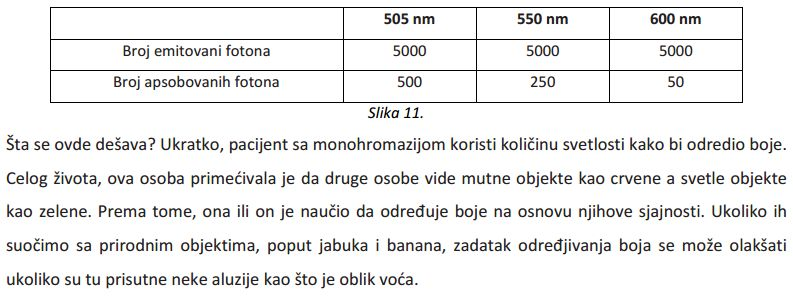 505 nm 550 nm 600 nm
Broj emitovani fotona 5000 5000 5000
Broj apsobovanih fotona 500 250 50
Slika 11.
Šta se ovde dešava? Ukratko, pacijent sa monohromazijom koristi količinu svetlosti kako bi odredio boje.
Celog života, ova osoba primećivala je da druge osobe vide mutne objekte kao crvene a svetle objekte
kao zelene. Prema tome, ona ili on je naučio da određuje boje na osnovu njihove sjajnosti. Ukoliko ih
suočimo sa prirodnim objektima, poput jabuka i banana, zadatak određjivanja boja se može olakšati
ukoliko su tu prisutne neke aluzije kao što je oblik voća.